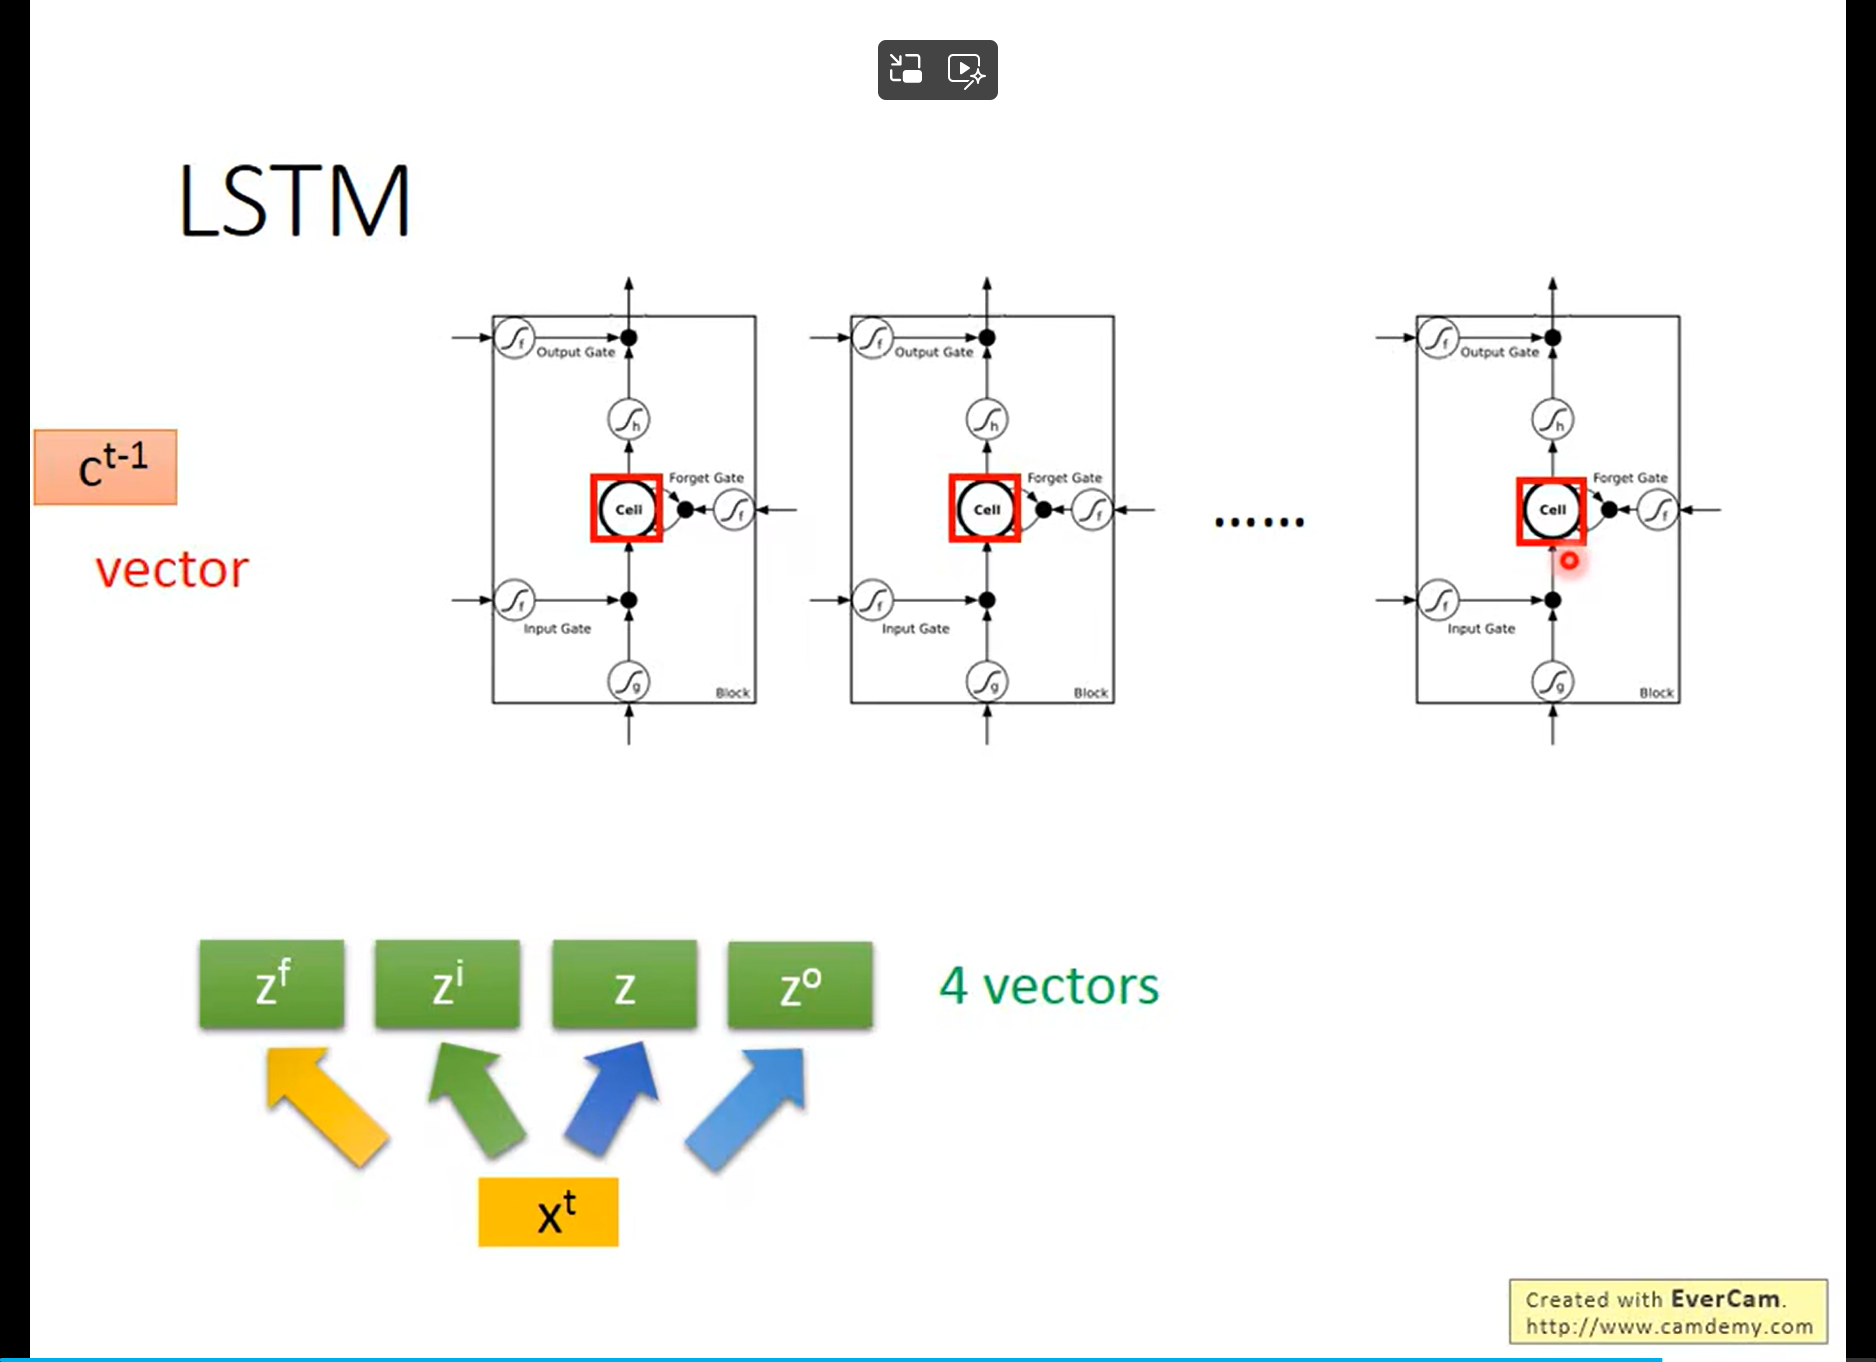 LSTM
c^t-1
vector
f
Output Gate
h
Forget Gate
Cell
f
f
Input Gate
g
Block
f
Output Gate
h
Forget Gate
Cell
f
f
Input Gate
g
Block
......
f
Output Gate
h
Forget Gate
Cell
f
f
Input Gate
g
Block
z^f z^i z z^o 4 vectors
x^t
Created with EverCam.
http://www.camdemy.com